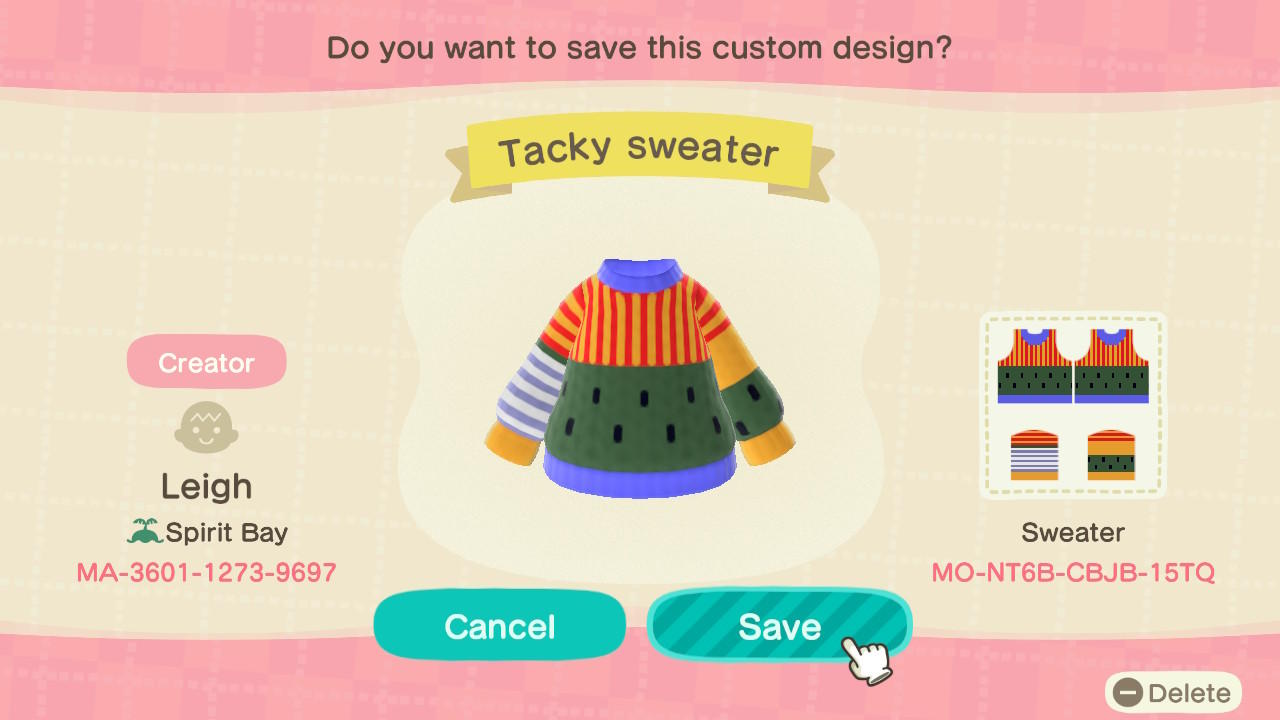 Do you want to save this custom design?
Tacky sweater
Creator
Leigh
Spirit Bay
MA-3601-1273-9697
Sweater
MO-NT6B-CBJB-15TQ
Cancel
Save
Delete